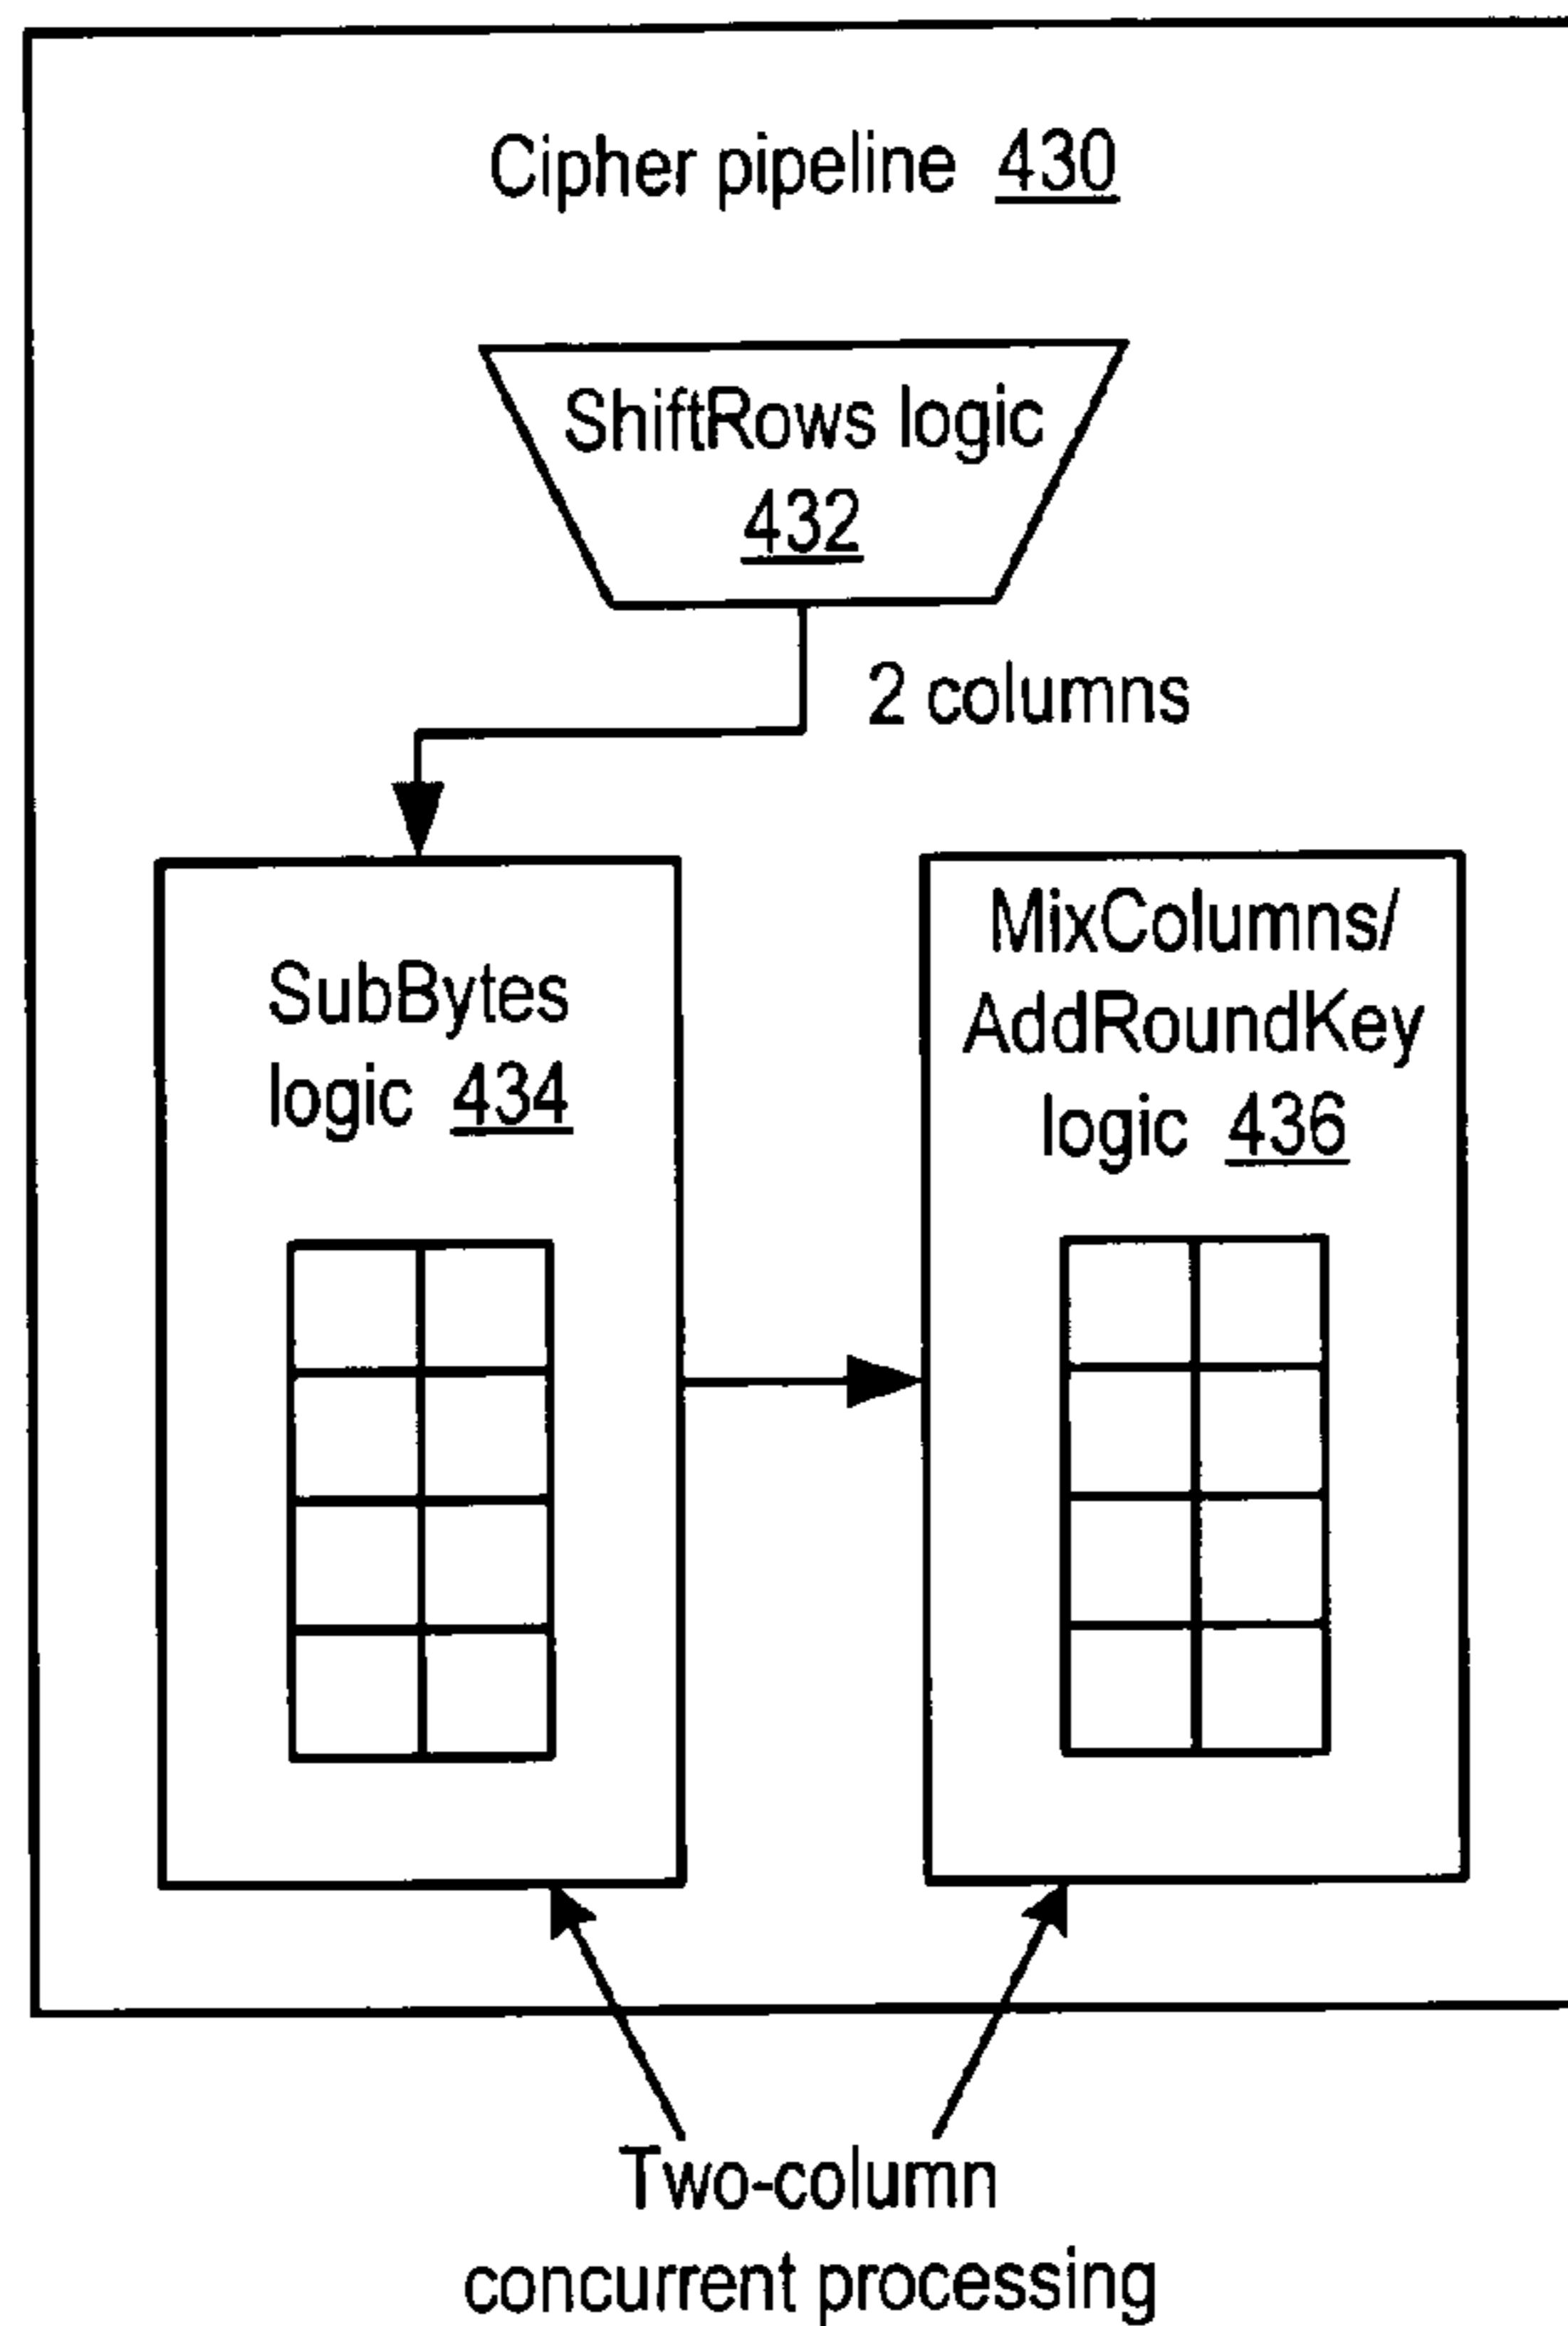 Cipher pipeline 430
ShiftRows logic
432
2 columns
SubBytes
logic 434
MixColumns/
AddRoundKey
logic 436
Two-column
concurrent processing